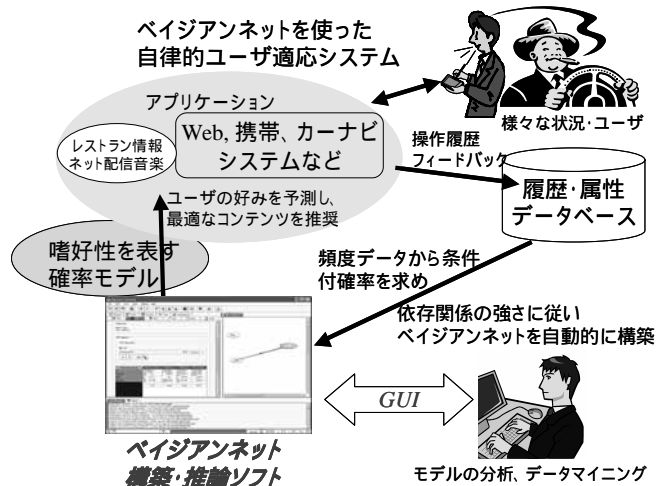 ベイジアンネットを使った
自律的ユーザ適応システム
アプリケーション
レストラン情報
ネット配信音楽
Web, 携帯、カーナビ
システムなど
様々な状況・ユーザ
操作履歴
フィードバック
ユーザの好みを予測し、
最適なコンテンツを推奨
履歴・属性
データベース
嗜好性を表す
確率モデル
頻度データから条件
付確率を求め
依存関係の強さに従い
ベイジアンネットを自動的に構築
GUI
ベイジアンネット
構築・推論ソフト
モデルの分析、データマイニング